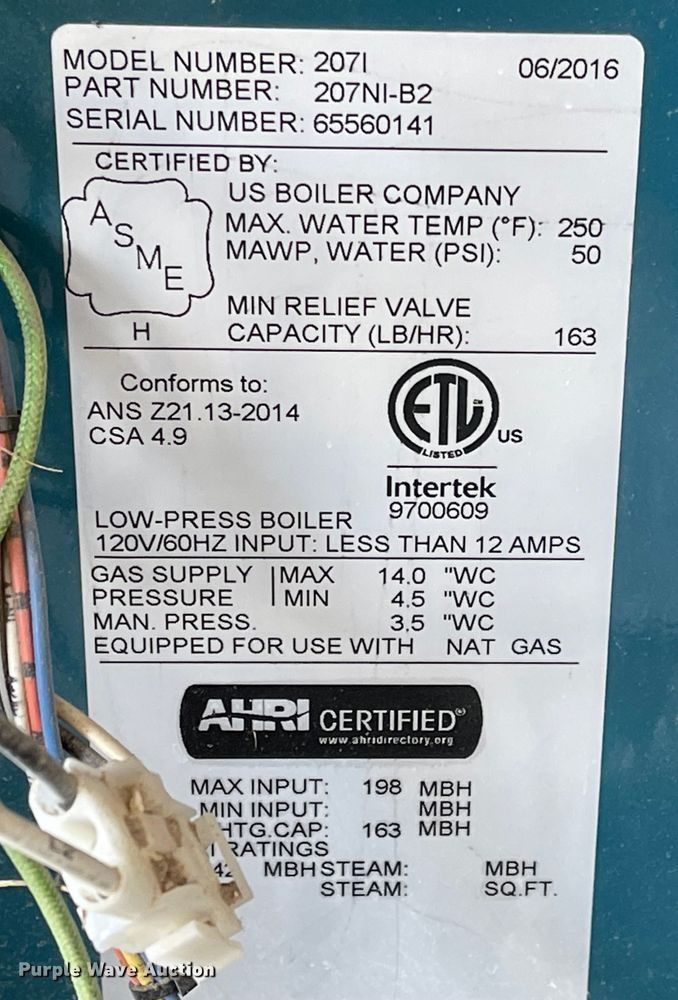 MODEL NUMBER: 207I 06/2016
PART NUMBER: 207NI-B2
SERIAL NUMBER: 65560141
CERTIFIED BY:
ASME
H
US BOILER COMPANY
MAX. WATER TEMP (°F): 250
MAWP, WATER (PSI): 50
MIN RELIEF VALVE
CAPACITY (LB/HR): 163
Conforms to:
ANS Z21.13-2014
CSA 4.9
ETL CM
LISTED
US
Intertek
9700609
LOW-PRESS BOILER
120V/60HZ INPUT: LESS THAN 12 AMPS
GAS SUPPLY | MAX 14.0 "WC
PRESSURE | MIN 4.5 "WC
MAN. PRESS. 3.5 "WC
EQUIPPED FOR USE WITH NAT GAS
AHRI CERTIFIED®
www.ahridirectory.org
MAX INPUT: 198 MBH
MIN INPUT: MBH
HTG.CAP: 163 MBH
RATINGS
42 MBH STEAM: MBH
STEAM: SQ.FT.
Purple Wave Auction